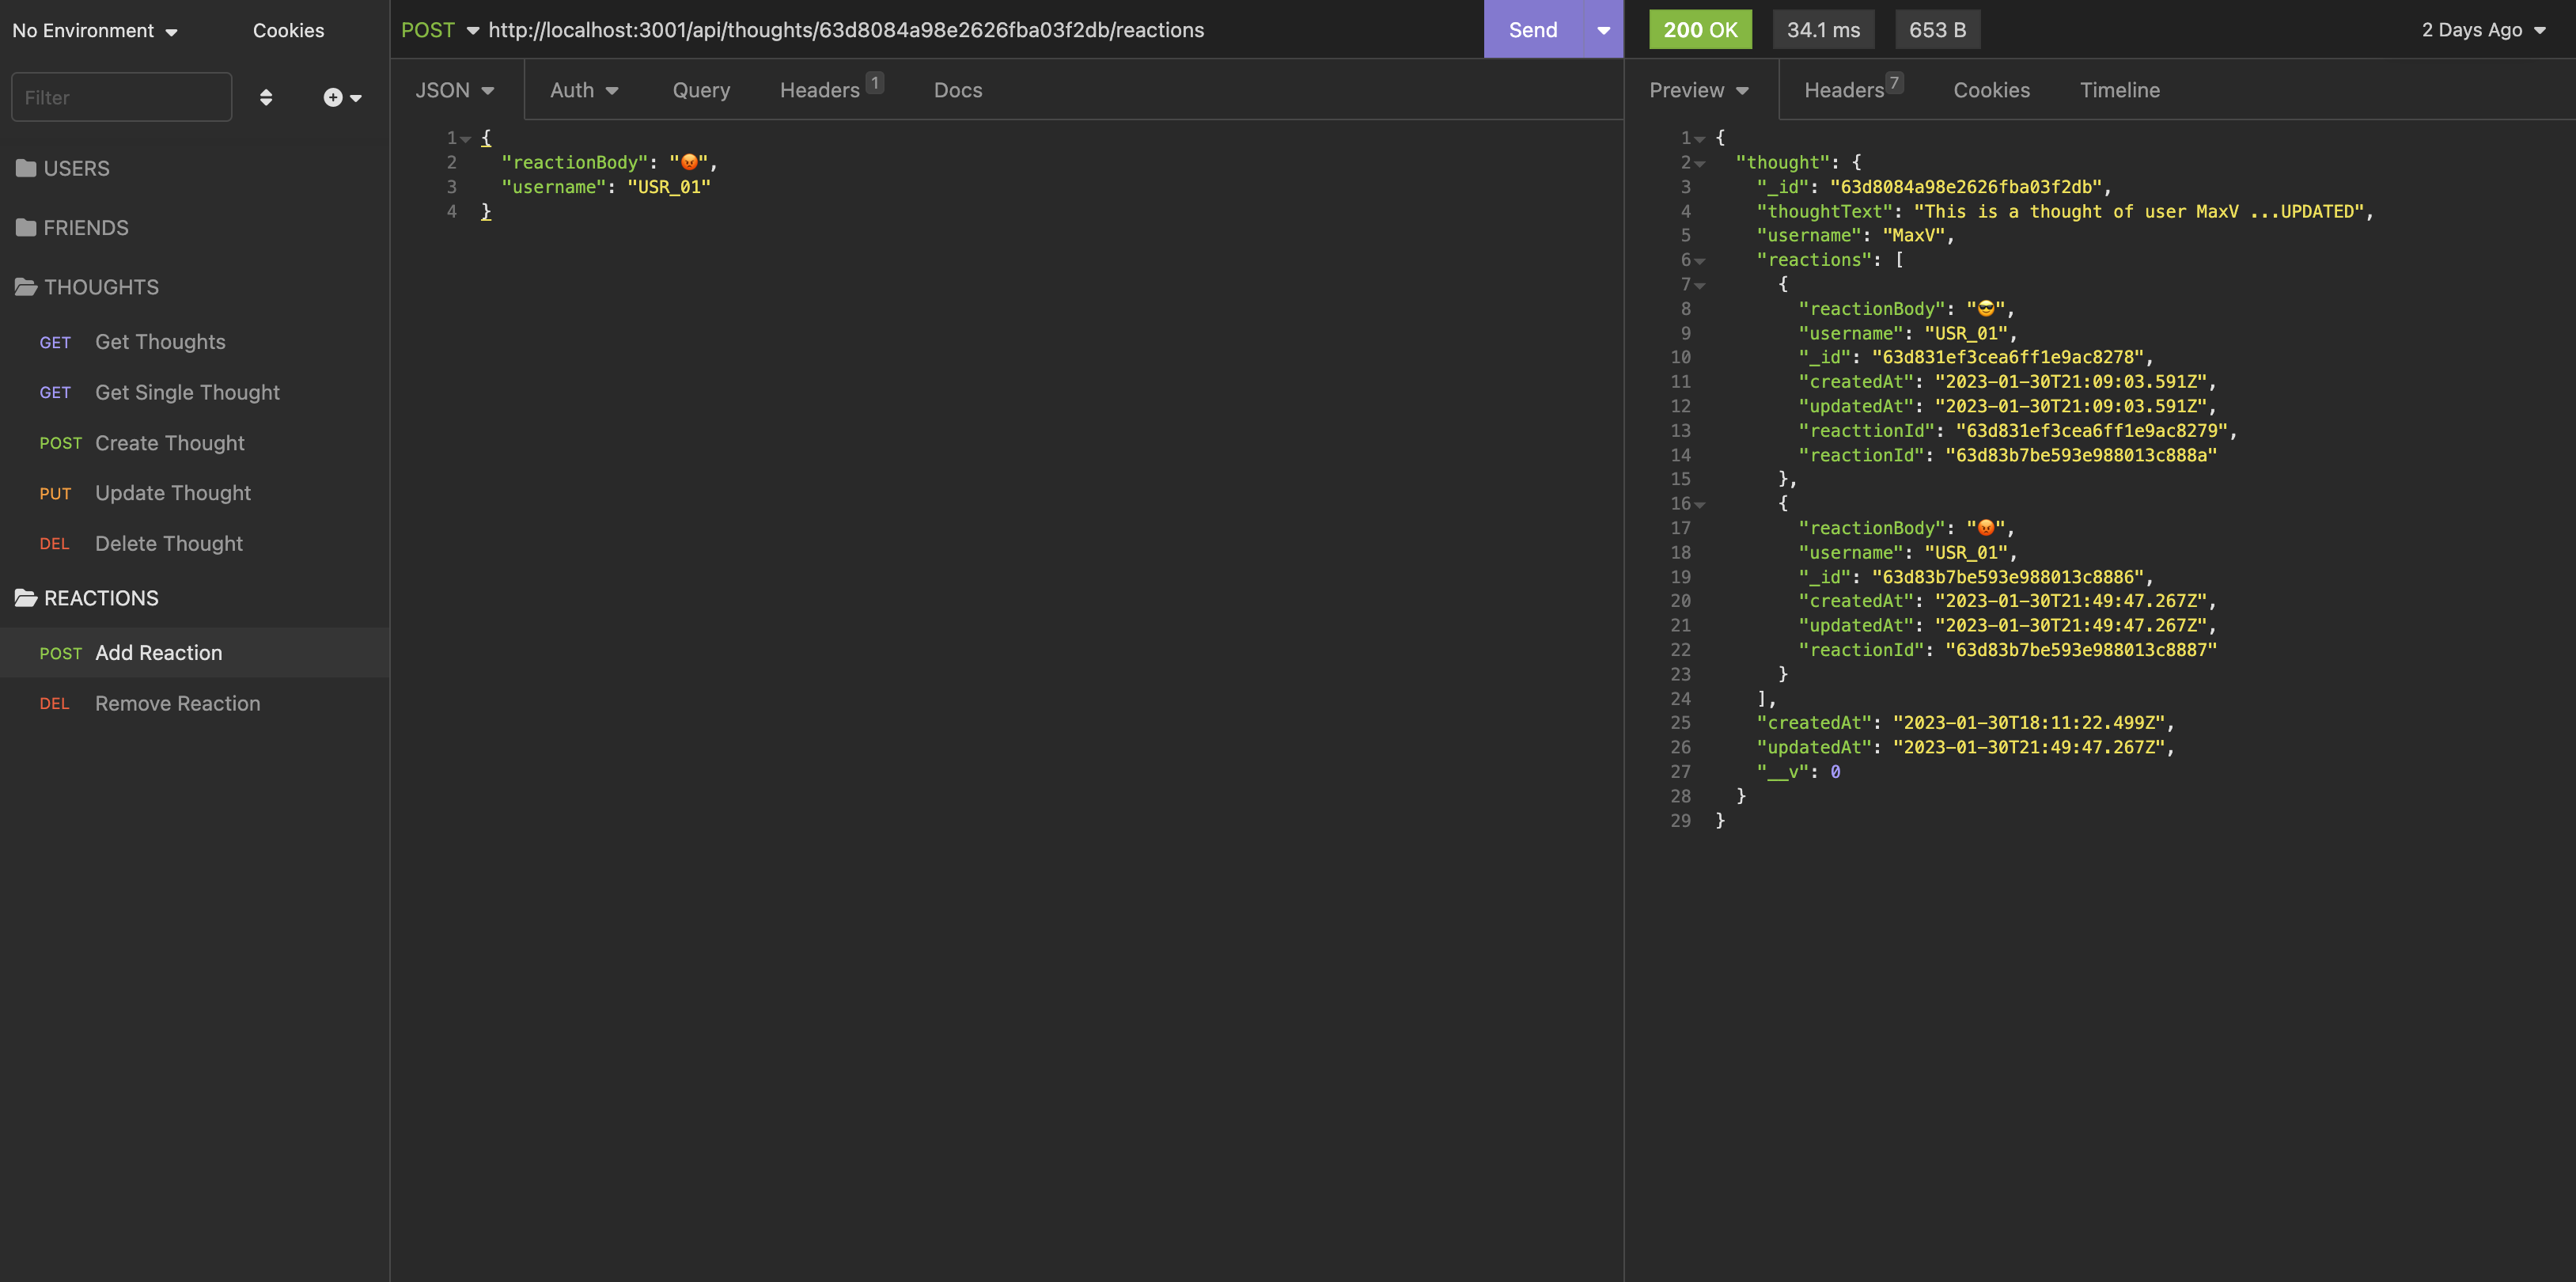 No Environment
Cookies
Filter
USERS
FRIENDS
THOUGHTS
GET Get Thoughts
GET Get Single Thought
POST Create Thought
PUT Update Thought
DEL Delete Thought
REACTIONS
POST Add Reaction
DEL Remove Reaction
POST http://localhost:3001/api/thoughts/63d8084a98e2626fba03f2db/reactions
Send
JSON Auth Query Headers 1 Docs
1 {
2 "reactionBody": "😡",
3 "username": "USR_01"
4 }
200 OK 34.1 ms 653 B 2 Days Ago
Preview Headers 7 Cookies Timeline
1 {
2 "thought": {
3 "_id": "63d8084a98e2626fba03f2db",
4 "thoughtText": "This is a thought of user MaxV ...UPDATED",
5 "username": "MaxV",
6 "reactions": [
7 {
8 "reactionBody": "😎",
9 "username": "USR_01",
10 "_id": "63d831ef3cea6ff1e9ac8278",
11 "createdAt": "2023-01-30T21:09:03.591Z",
12 "updatedAt": "2023-01-30T21:09:03.591Z",
13 "reacttionId": "63d831ef3cea6ff1e9ac8279",
14 "reactionId": "63d83b7be593e988013c888a"
15 },
16 {
17 "reactionBody": "😡",
18 "username": "USR_01",
19 "_id": "63d83b7be593e988013c8886",
20 "createdAt": "2023-01-30T21:49:47.267Z",
21 "updatedAt": "2023-01-30T21:49:47.267Z",
22 "reactionId": "63d83b7be593e988013c8887"
23 }
24 ],
25 "createdAt": "2023-01-30T18:11:22.499Z",
26 "updatedAt": "2023-01-30T21:49:47.267Z",
27 "__v": 0
28 }
29 }